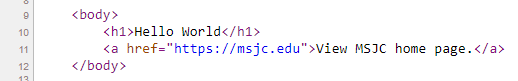 9 <body>
10 <h1>Hello World</h1>
11 <a href="https://msjc.edu">View MSJC home page.</a>
12 </body>